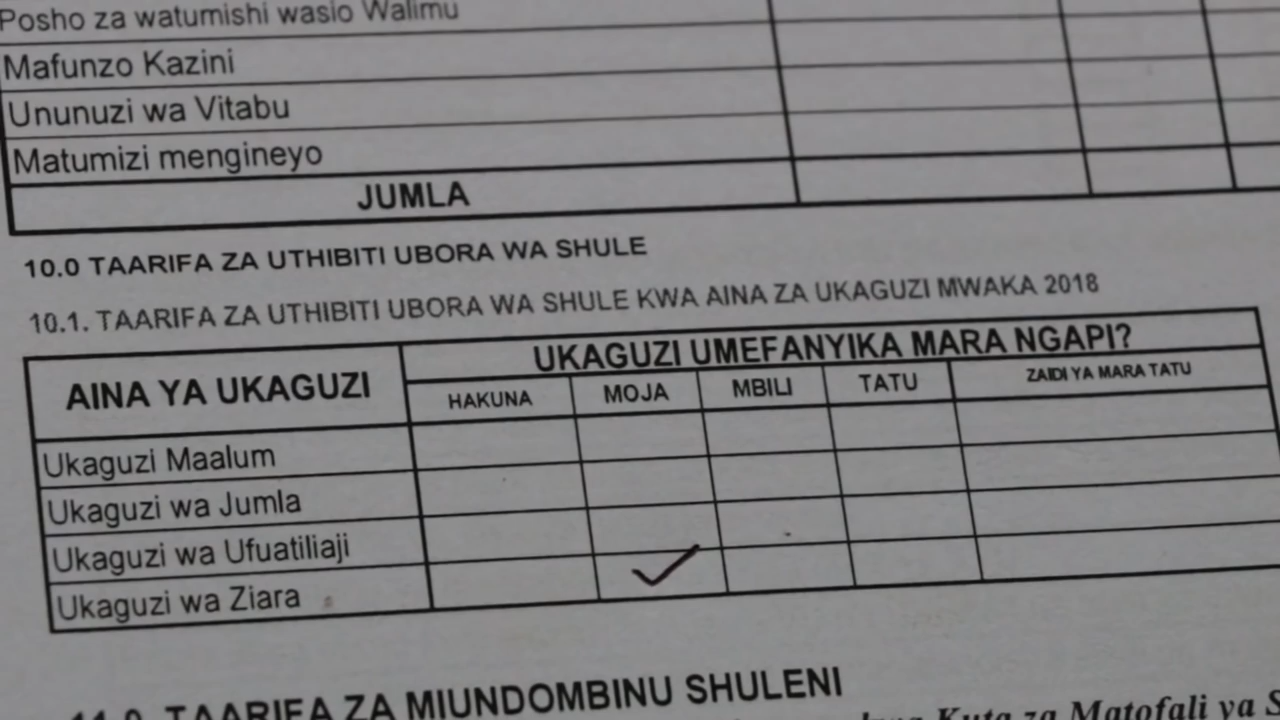 Posho za watumishi wasio Walimu
Mafunzo Kazini
Ununuzi wa Vitabu
Matumizi mengineyo
JUMLA
10.0 TAARIFA ZA UTHIBITI UBORA WA SHULE
10.1. TAARIFA ZA UTHIBITI UBORA WA SHULE KWA AINA ZA UKAGUZI MWAKA 2018
AINA YA UKAGUZI
UKAGUZI UMEFANYIKA MARA NGAPI?
HAKUNA MOJA MBILI TATU ZAIDI YA MARA TATU
Ukaguzi Maalum
Ukaguzi wa Jumla
Ukaguzi wa Ufuatiliaji
Ukaguzi wa Ziara ✓
11.0 TAARIFA ZA MIUNDOMBINU SHULENI
Kuta za Matofali ya